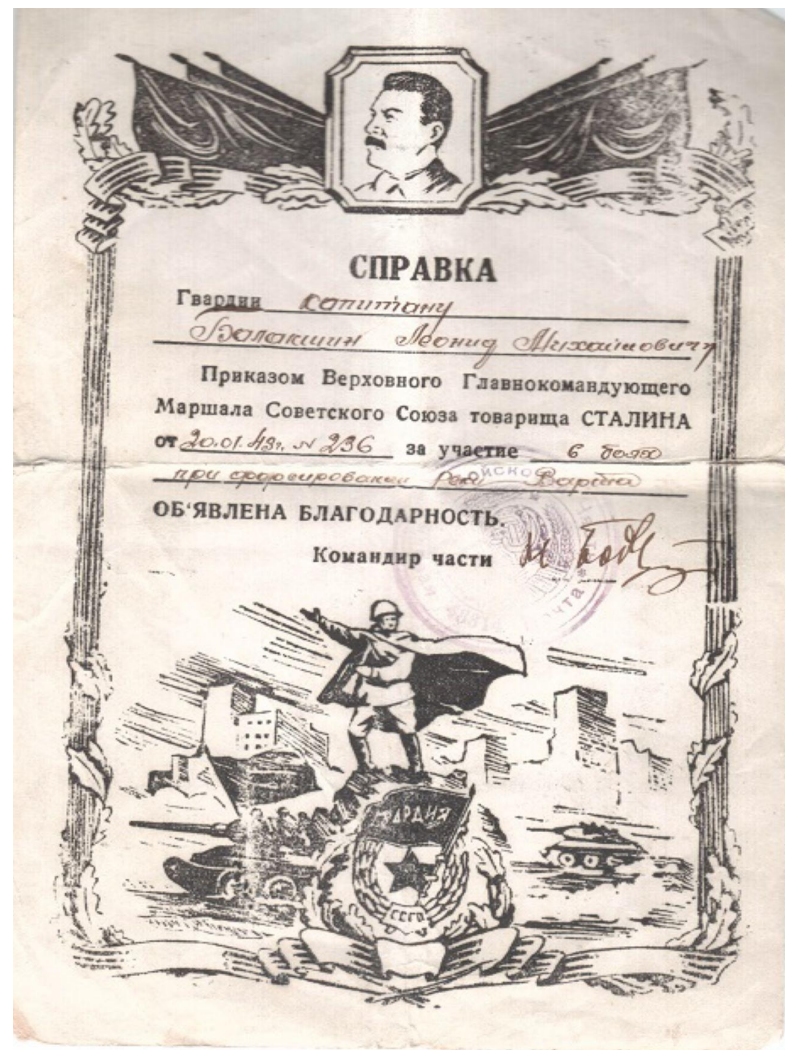 СПРАВКА
Гвардии капитану
Балакшин Леонид Михайлович
Приказом Верховного Главнокомандующего
Маршала Советского Союза товарища СТАЛИНА
от 20.01.43г. № 236 за участие в боях
при форсировании реки Варта
ОБ'ЯВЛЕНА БЛАГОДАРНОСТЬ.
Командир части
ГВАРДИЯ
СССР